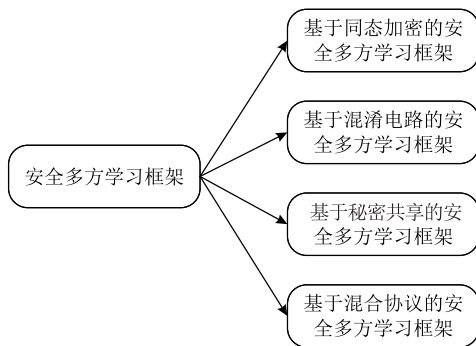 基于同态加密的安
全多方学习框架
基于混淆电路的安
全多方学习框架
安全多方学习框架
基于秘密共享的安
全多方学习框架
基于混合协议的安
全多方学习框架